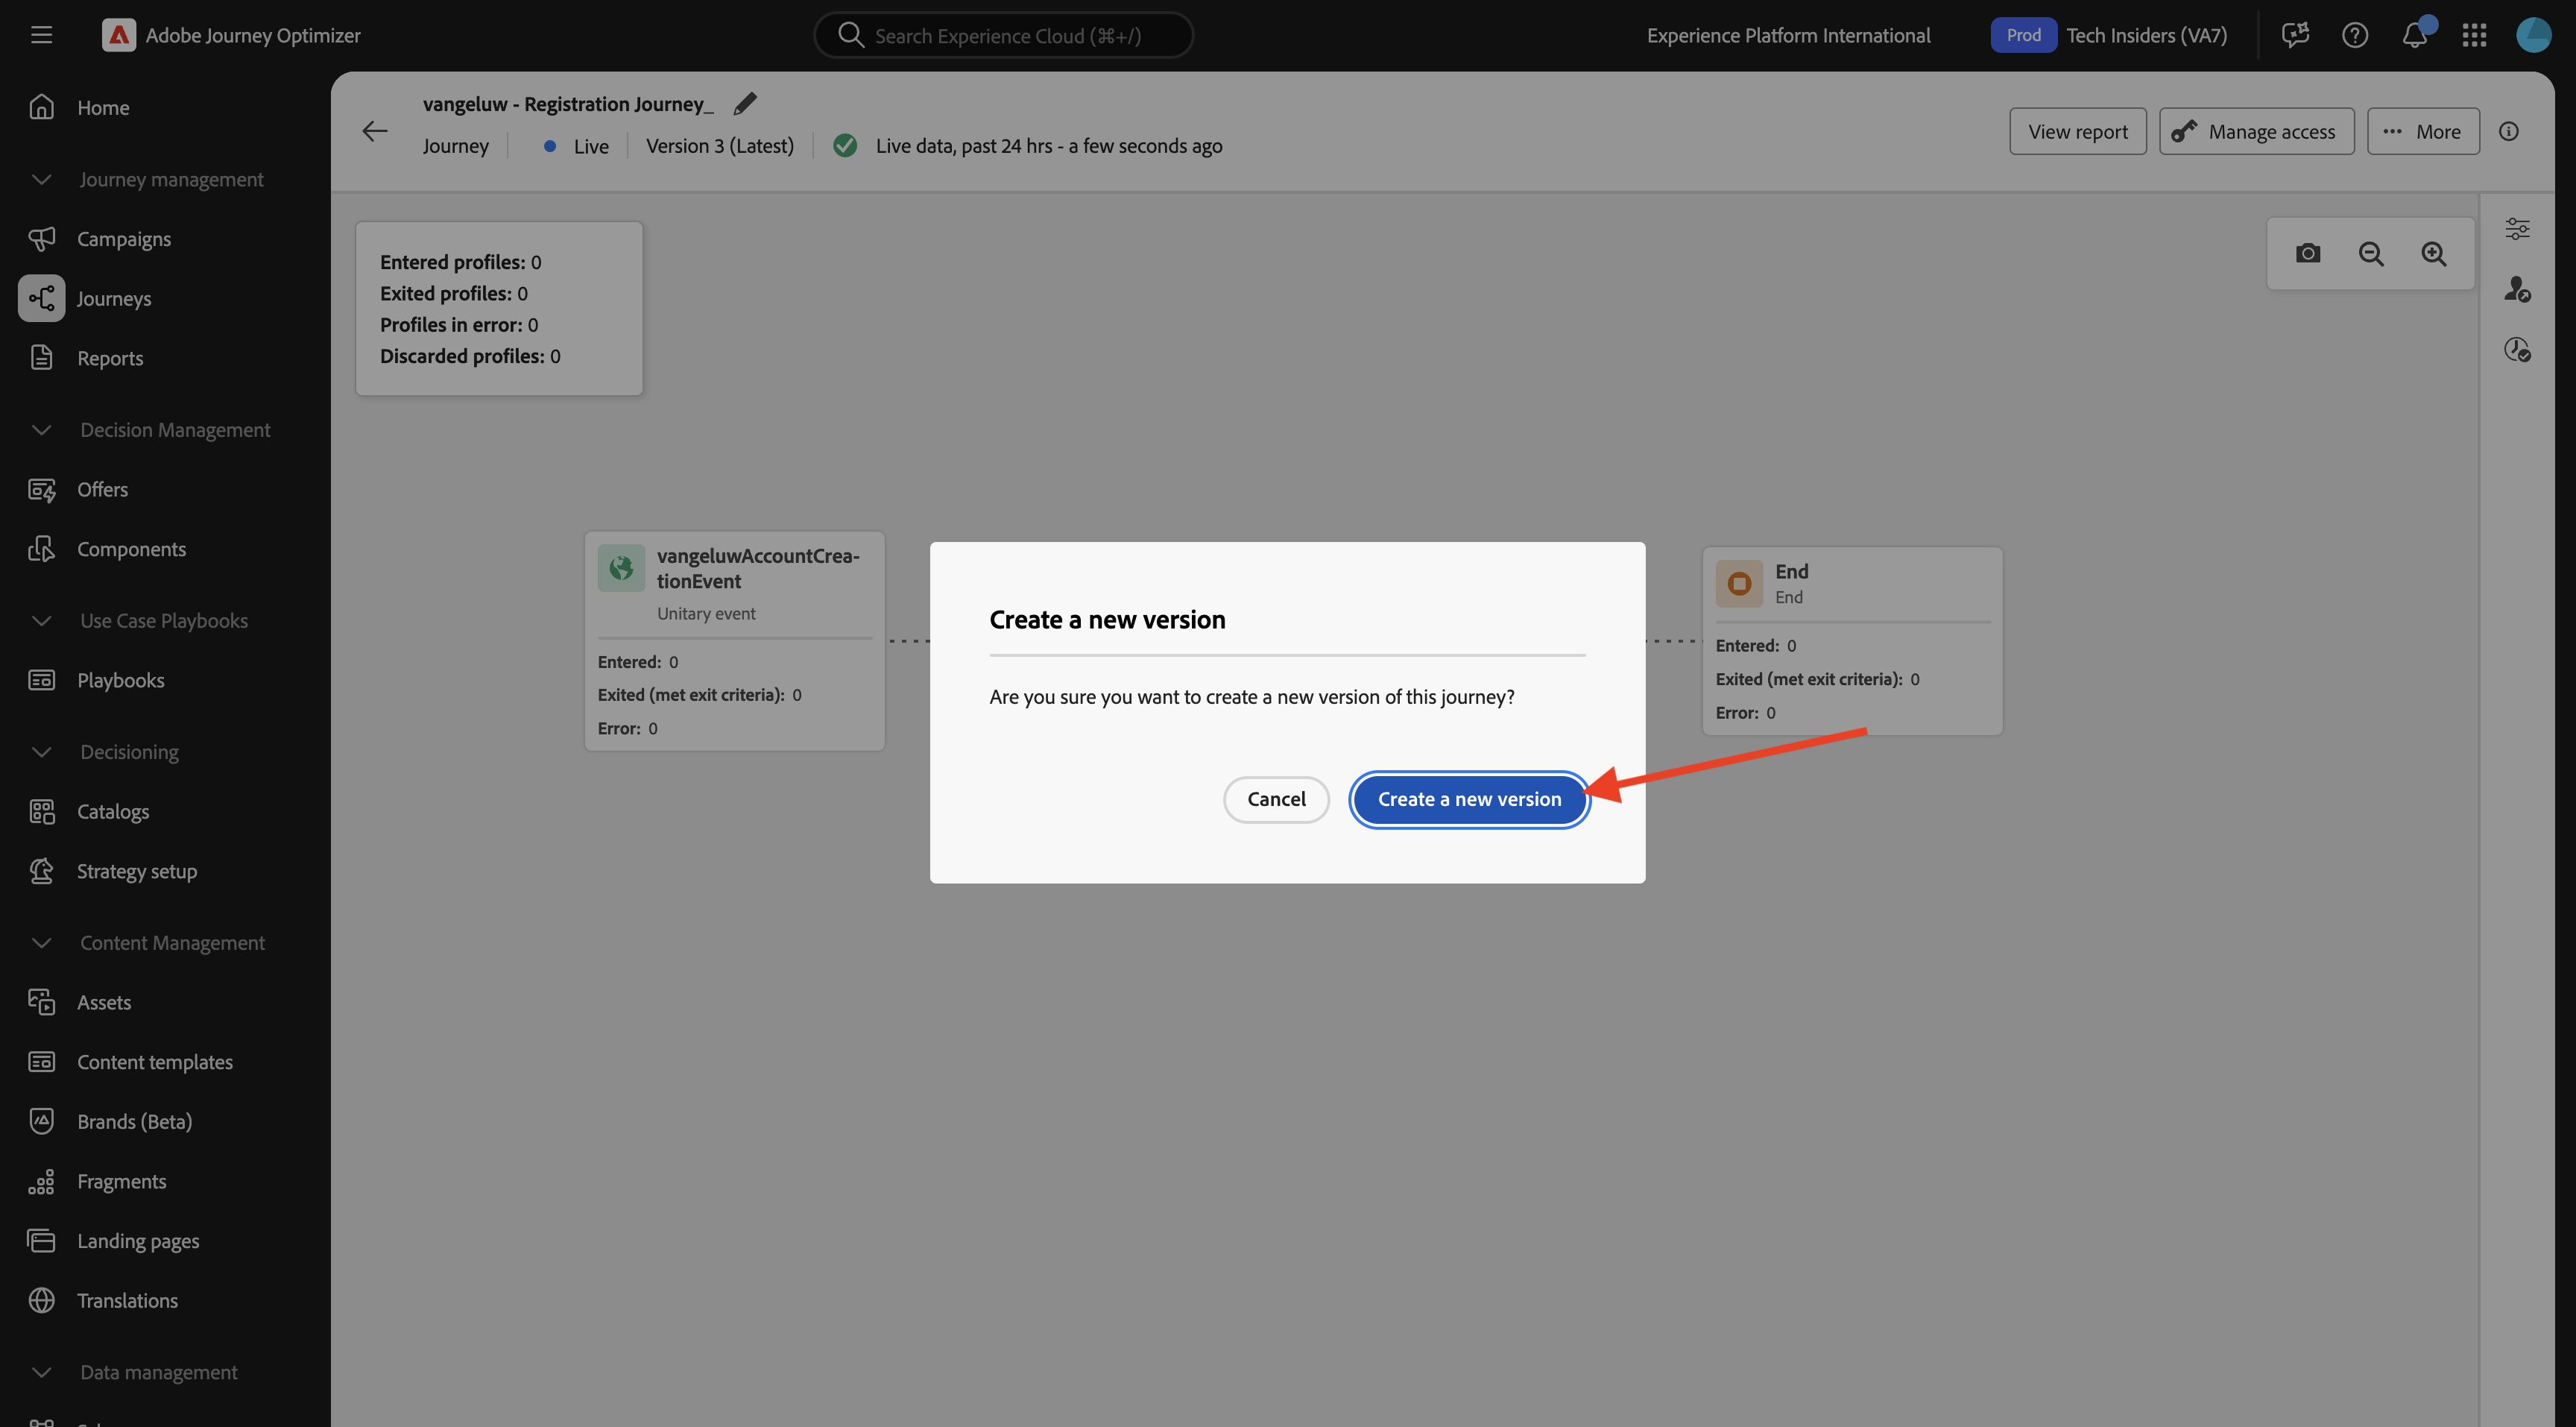 Adobe Journey Optimizer
Search Experience Cloud (⌘+/)
Experience Platform International
Prod
Tech Insiders (VA7)
Home
Journey management
Campaigns
Journeys
Reports
Decision Management
Offers
Components
Use Case Playbooks
Playbooks
Decisioning
Catalogs
Strategy setup
Content Management
Assets
Content templates
Brands (Beta)
Fragments
Landing pages
Translations
Data management
vangeluw - Registration Journey_
Journey
Live
Version 3 (Latest)
Live data, past 24 hrs - a few seconds ago
View report
Manage access
More
Entered profiles: 0
Exited profiles: 0
Profiles in error: 0
Discarded profiles: 0
vangeluwAccountCrea-
tionEvent
Unitary event
Entered: 0
Exited (met exit criteria): 0
Error: 0
Create a new version
Are you sure you want to create a new version of this journey?
Cancel
Create a new version
End
End
Entered: 0
Exited (met exit criteria): 0
Error: 0